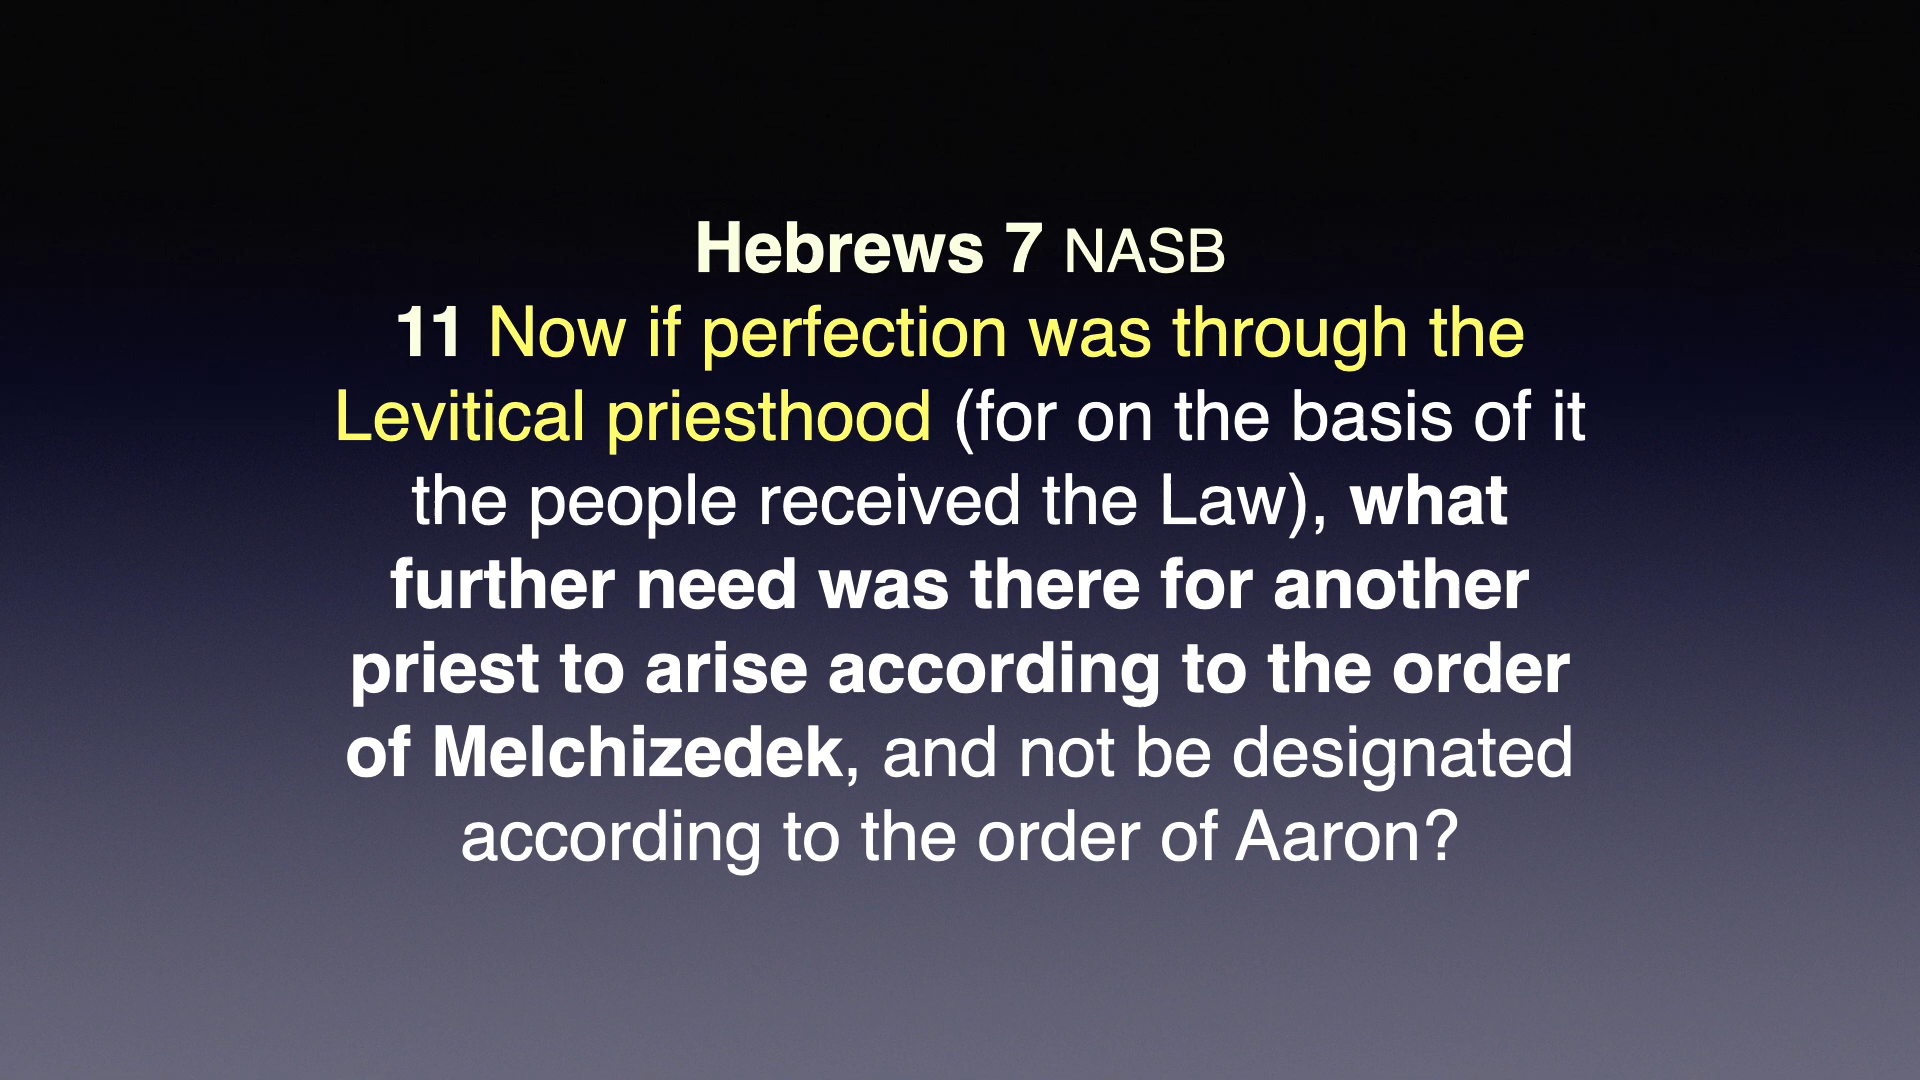 Hebrews 7 NASB
11 Now if perfection was through the
Levitical priesthood (for on the basis of it
the people received the Law), what
further need was there for another
priest to arise according to the order
of Melchizedek, and not be designated
according to the order of Aaron?